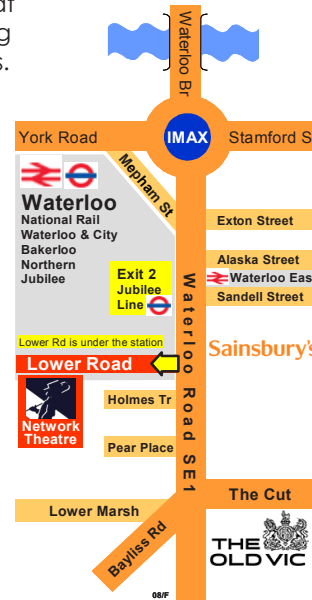 Waterloo Br
York Road
IMAX
Stamford S
Mepham St
Waterloo
National Rail
Waterloo & City
Bakerloo
Northern
Jubilee
Exit 2
Jubilee
Line
Exton Street
Alaska Street
Waterloo Eas
Sandell Street
Waterloo Road SE1
Sainsbury's
Lower Rd is under the station
Lower Road
Network
Theatre
Holmes Tr
Pear Place
The Cut
Lower Marsh
Bayliss Rd
THE
OLD VIC
08/F